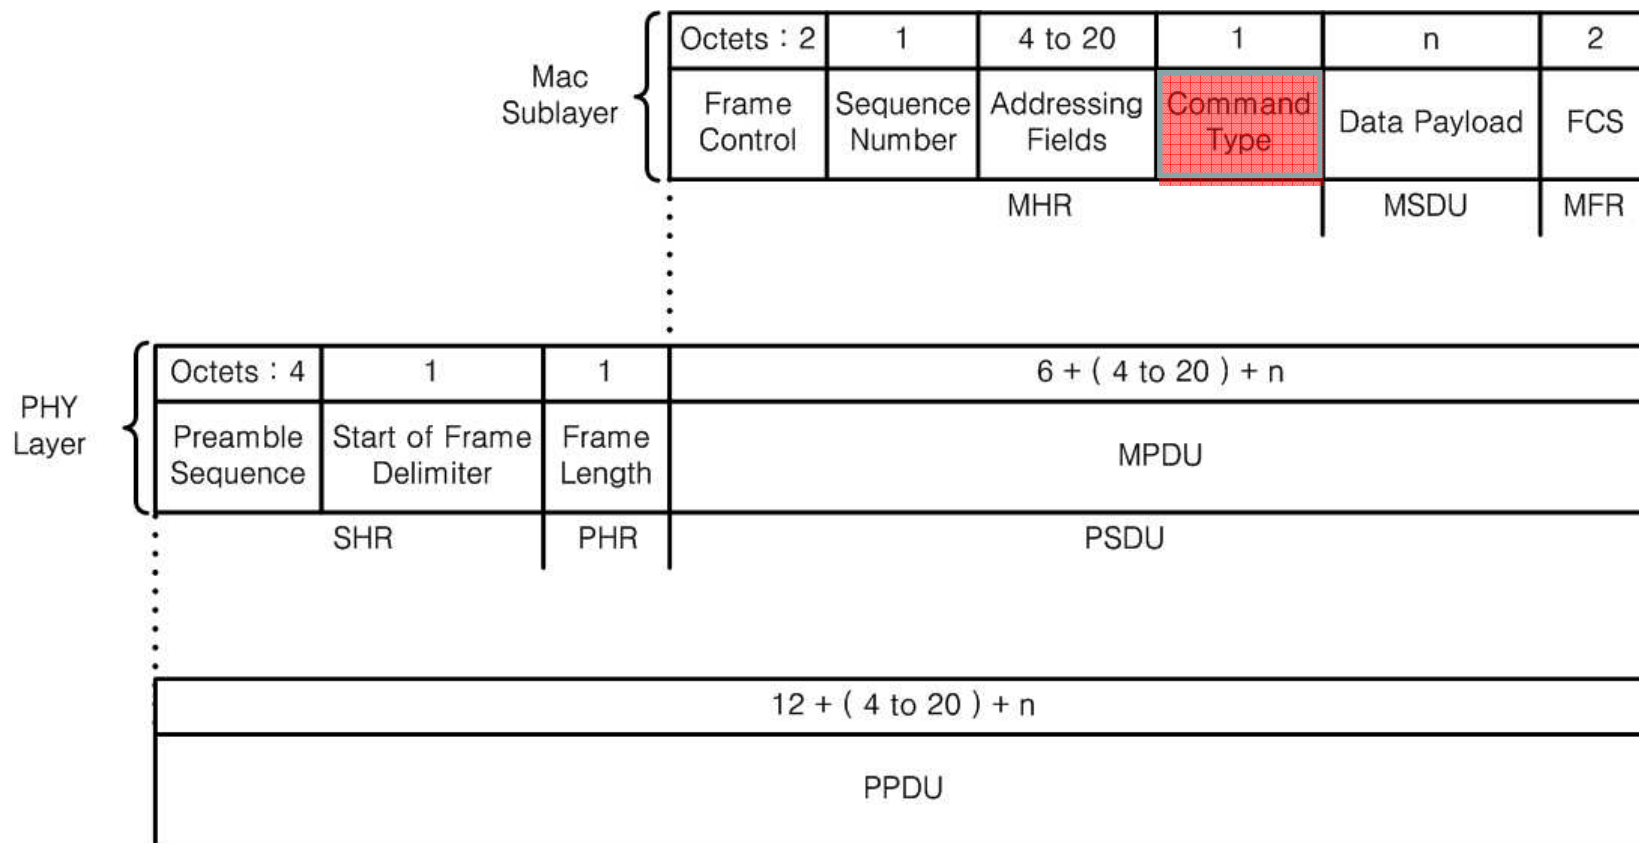 Octets : 2 1 4 to 20 1 n 2
Mac
Sublayer
Frame
Control
Sequence
Number
Addressing
Fields
Command
Type
Data Payload
FCS
MHR MSDU MFR
Octets : 4 1 1 6 + ( 4 to 20 ) + n
PHY
Layer
Preamble
Sequence
Start of Frame
Delimiter
Frame
Length
MPDU
SHR PHR PSDU
12 + ( 4 to 20 ) + n
PPDU